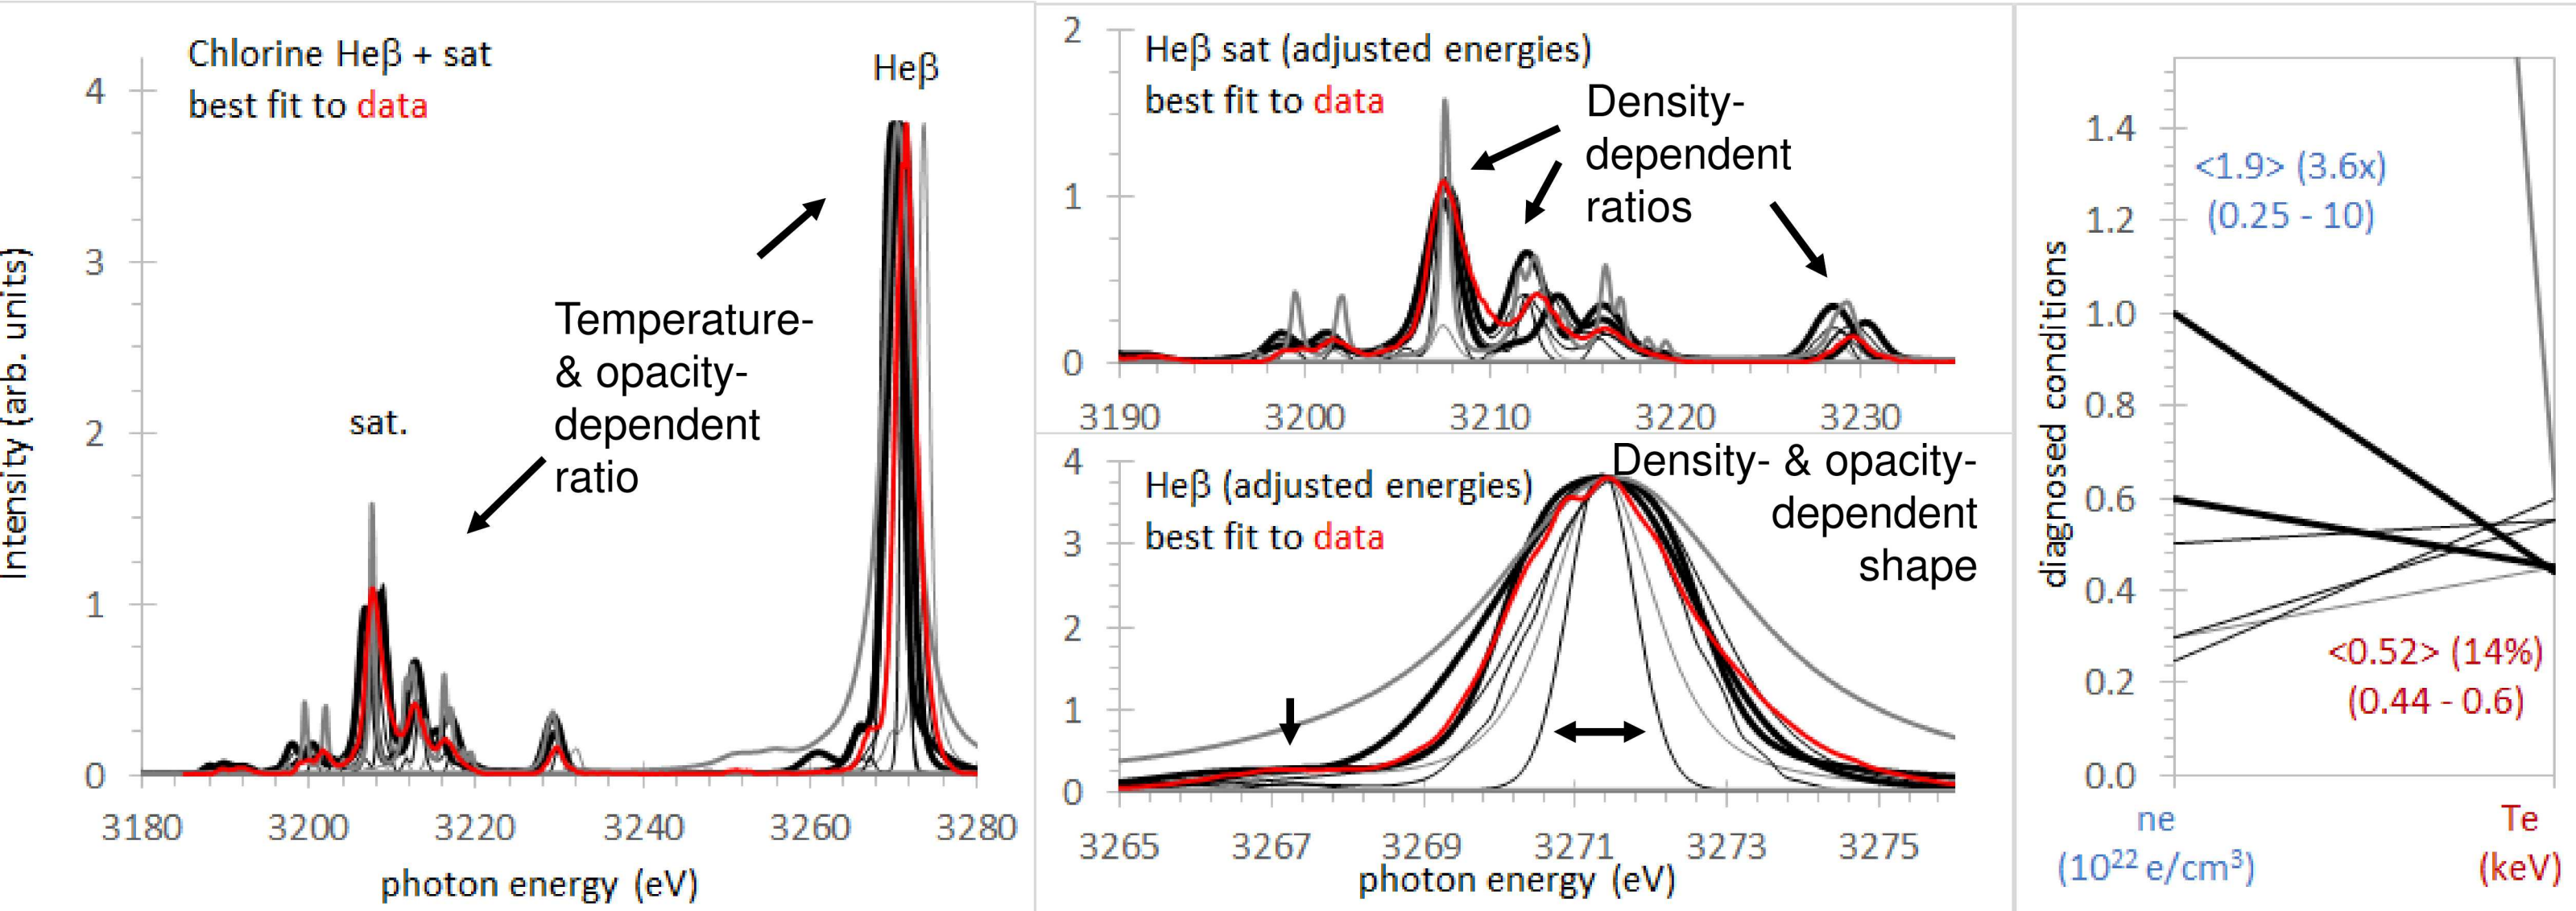 Chlorine Heβ + sat
best fit to data
Heβ
Temperature-
& opacity-
dependent
ratio
sat.
Intensity (arb. units)
4
3
2
1
0
3180 3200 3220 3240 3260 3280
photon energy (eV)
Heβ sat (adjusted energies)
best fit to data
Density-
dependent
ratios
2
1
0
3190 3200 3210 3220 3230
Heβ (adjusted energies)
best fit to data
Density- & opacity-
dependent
shape
4
3
2
1
0
3265 3267 3269 3271 3273 3275
photon energy (eV)
diagnosed conditions
1.4
1.2
1.0
0.8
0.6
0.4
0.2
0.0
<1.9> (3.6x)
(0.25 - 10)
<0.52> (14%)
(0.44 - 0.6)
ne
(10²² e/cm³)
Te
(keV)